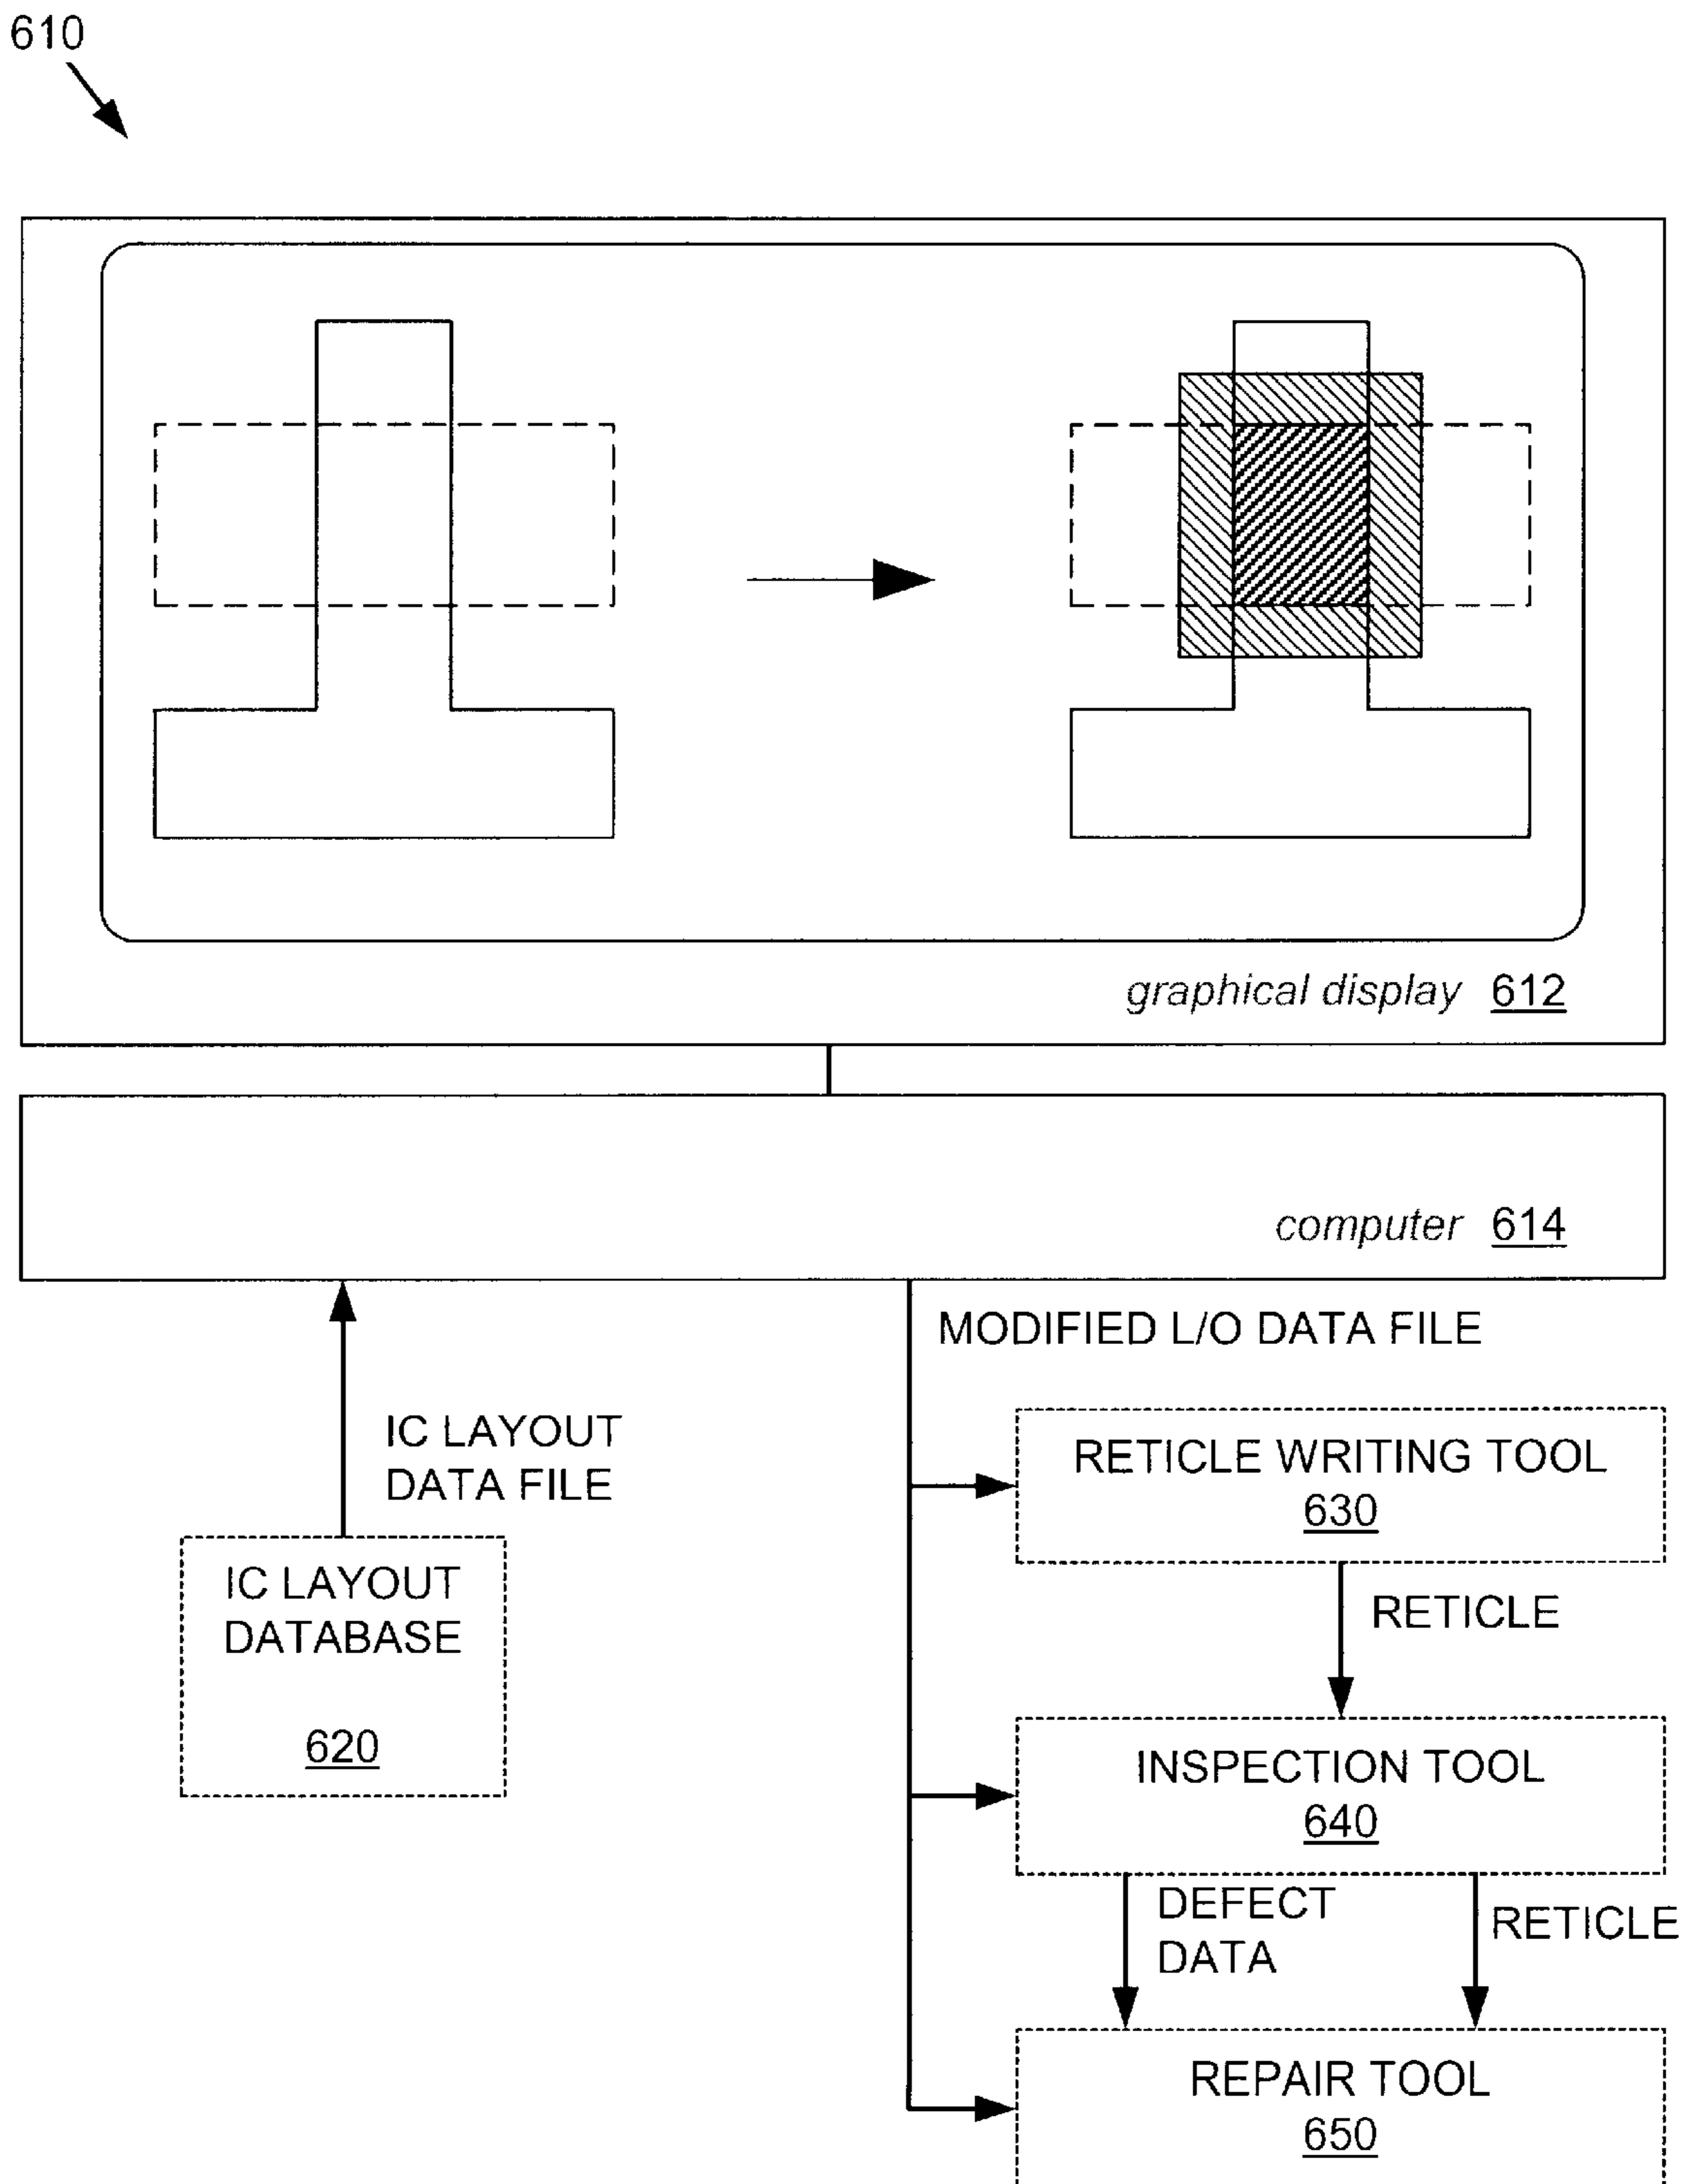 610
graphical display 612
computer 614
MODIFIED L/O DATA FILE
IC LAYOUT
DATA FILE
IC LAYOUT
DATABASE
620
RETICLE WRITING TOOL
630
RETICLE
INSPECTION TOOL
640
DEFECT
DATA
RETICLE
REPAIR TOOL
650